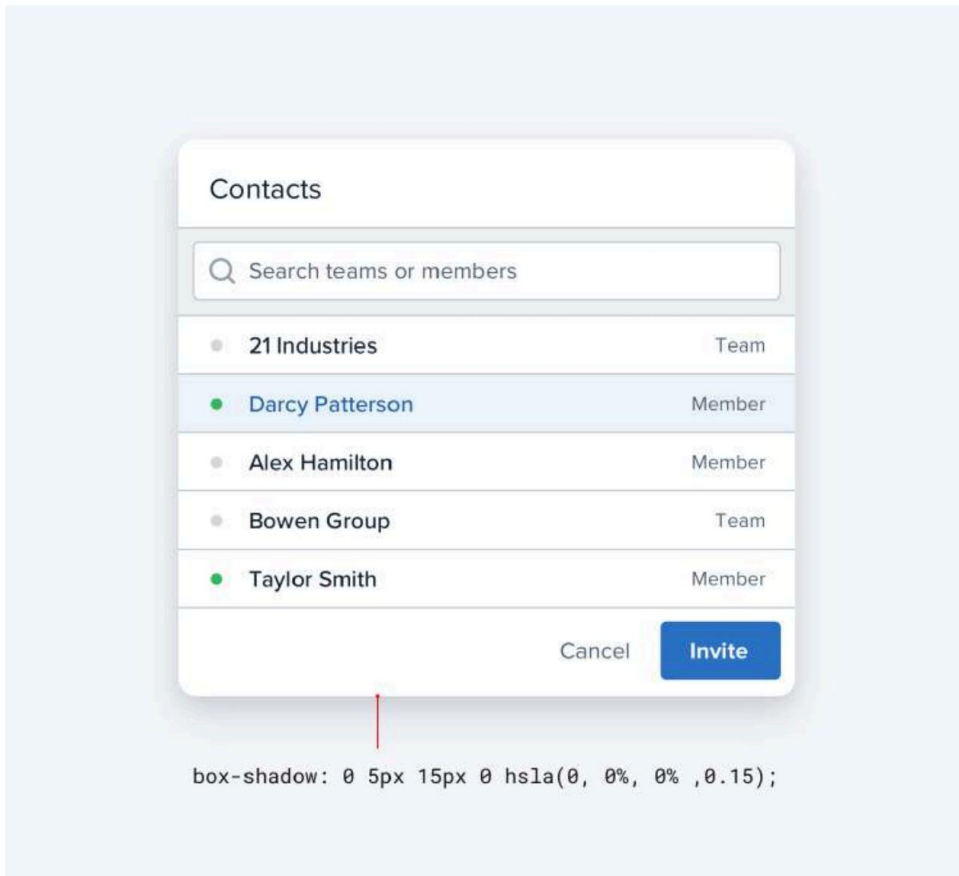 Contacts
Search teams or members
21 Industries Team
Darcy Patterson Member
Alex Hamilton Member
Bowen Group Team
Taylor Smith Member
Cancel Invite
box-shadow: 0 5px 15px 0 hsla(0, 0%, 0% ,0.15);